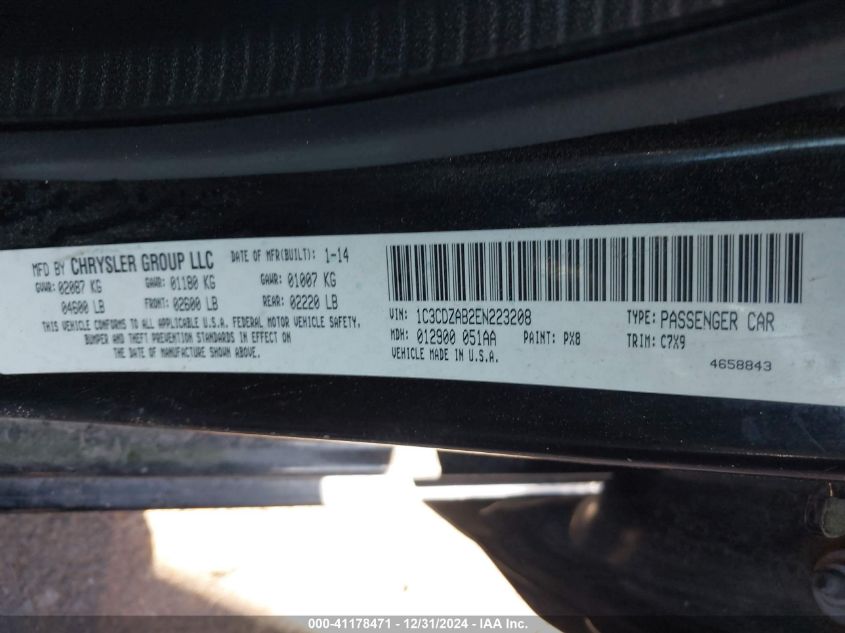 MFD BY CHRYSLER GROUP LLC DATE OF MFR(BUILT): 1-14
GVWR: 02087 KG GAWR: 01180 KG GAWR: 01007 KG
04600 LB FRONT: 02600 LB REAR: 02220 LB
THIS VEHICLE CONFORMS TO ALL APPLICABLE U.S.A. FEDERAL MOTOR VEHICLE SAFETY,
BUMPER AND THEFT PREVENTION STANDARDS IN EFFECT ON
THE DATE OF MANUFACTURE SHOWN ABOVE.
VIN: 1C3CDZAB2EN223208 TYPE: PASSENGER CAR
MDH: 012900 051AA PAINT: PX8 TRIM: C7X9
VEHICLE MADE IN U.S.A.
4658843
000-41178471 - 12/31/2024 - IAA Inc.